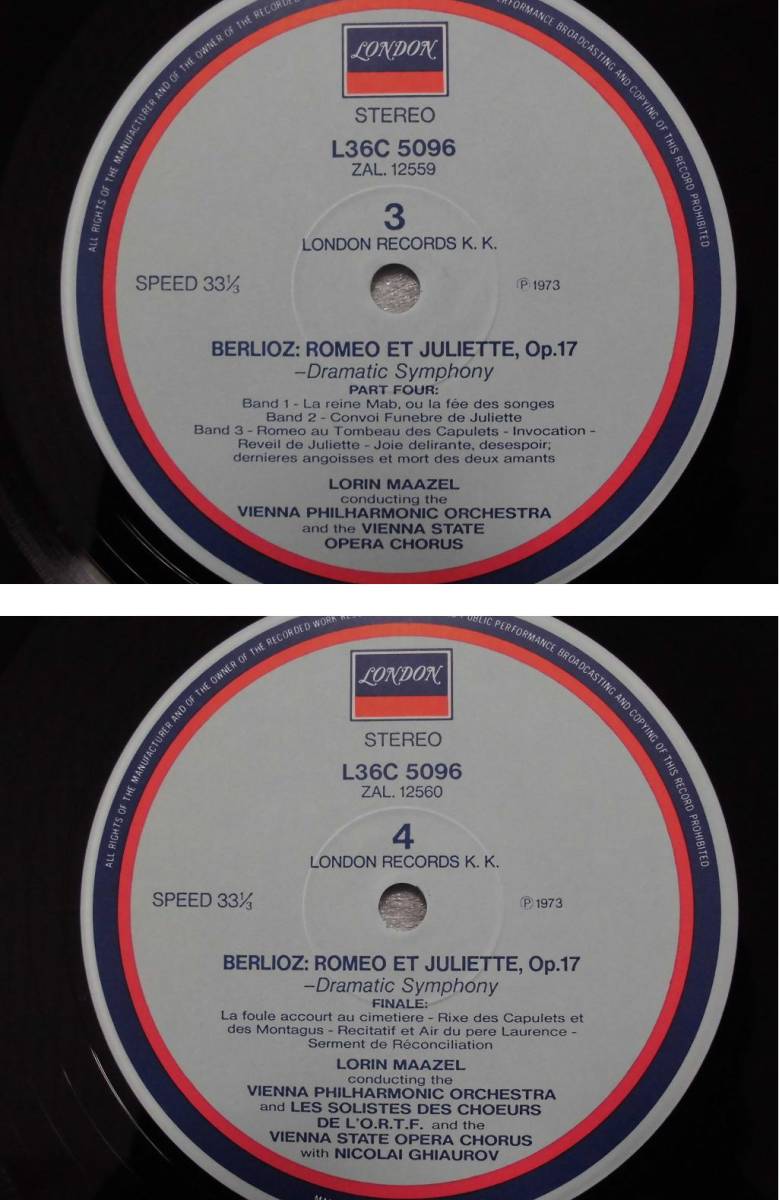 ALL RIGHTS OF THE MANUFACTURER AND OF THE OWNER OF THE RECORDED
PERFORMANCE BROADCASTING AND COPYING OF THIS RECORD PROHIBITED
LONDON
STEREO
L36C 5096
ZAL. 12559
3
LONDON RECORDS K. K.
SPEED 33⅓
℗ 1973
BERLIOZ: ROMEO ET JULIETTE, Op.17
–Dramatic Symphony
PART FOUR:
Band 1 - La reine Mab, ou la fée des songes
Band 2 - Convoi Funebre de Juliette
Band 3 - Romeo au Tombeau des Capulets - Invocation -
Reveil de Juliette - Joie delirante, desespoir;
dernieres angoisses et mort des deux amants
LORIN MAAZEL
conducting the
VIENNA PHILHARMONIC ORCHESTRA
and the VIENNA STATE
OPERA CHORUS
ALL RIGHTS OF THE MANUFACTURER AND OF THE OWNER OF THE RECORDED WORK
PUBLIC PERFORMANCE BROADCASTING AND COPYING OF THIS RECORD PROHIBITED
LONDON
STEREO
L36C 5096
ZAL. 12560
4
LONDON RECORDS K. K.
SPEED 33⅓
℗ 1973
BERLIOZ: ROMEO ET JULIETTE, Op.17
–Dramatic Symphony
FINALE:
La foule accourt au cimetiere - Rixe des Capulets et
des Montagus - Recitatif et Air du pere Laurence -
Serment de Réconciliation
LORIN MAAZEL
conducting the
VIENNA PHILHARMONIC ORCHESTRA
and LES SOLISTES DES CHOEURS
DE L'O.R.T.F. and the
VIENNA STATE OPERA CHORUS
with NICOLAI GHIAUROV